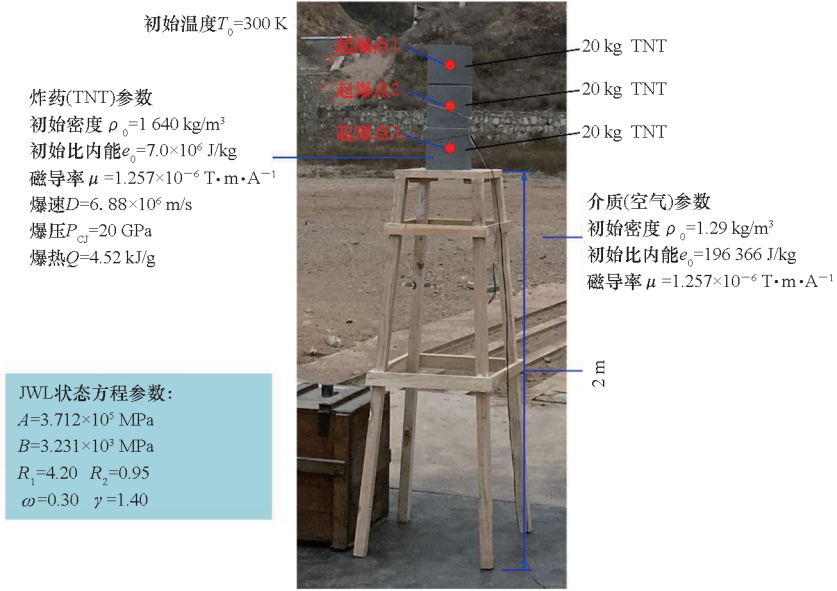 初始温度T₀=300 K
起爆点1
20 kg TNT
起爆点2
20 kg TNT
起爆点3
20 kg TNT
炸药(TNT)参数
初始密度ρ₀=1 640 kg/m³
初始比内能e₀=7.0×10⁶ J/kg
磁导率μ=1.257×10⁻⁶ T·m·A⁻¹
爆速D=6. 88×10⁶ m/s
爆压P_CJ=20 GPa
爆热Q=4.52 kJ/g
介质(空气)参数
初始密度ρ₀=1.29 kg/m³
初始比内能e₀=196 366 J/kg
磁导率μ=1.257×10⁻⁶ T·m·A⁻¹
2 m
JWL状态方程参数:
A=3.712×10⁵ MPa
B=3.231×10³ MPa
R₁=4.20 R₂=0.95
ω=0.30 γ=1.40